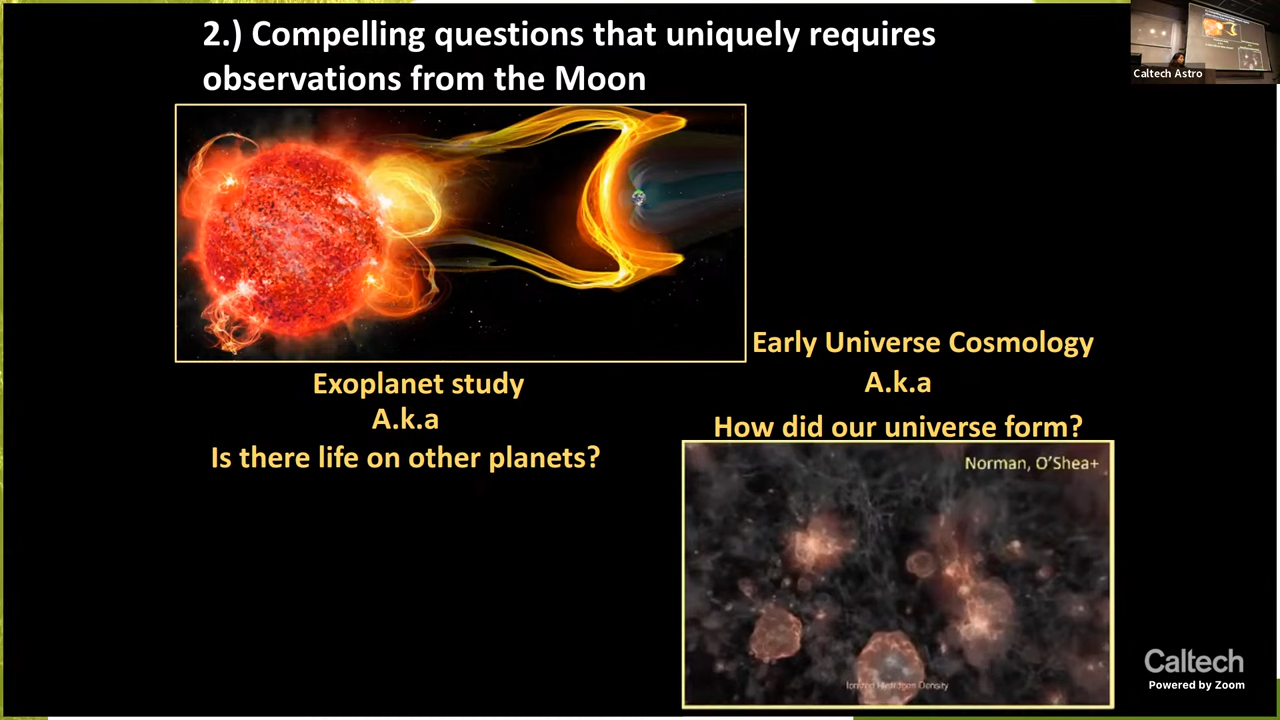 2.) Compelling questions that uniquely requires
observations from the Moon
Caltech Astro
Exoplanet study
A.k.a
Is there life on other planets?
Early Universe Cosmology
A.k.a
How did our universe form?
Norman, O'Shea+
Ionized Hydrogen Density
Caltech
Powered by Zoom